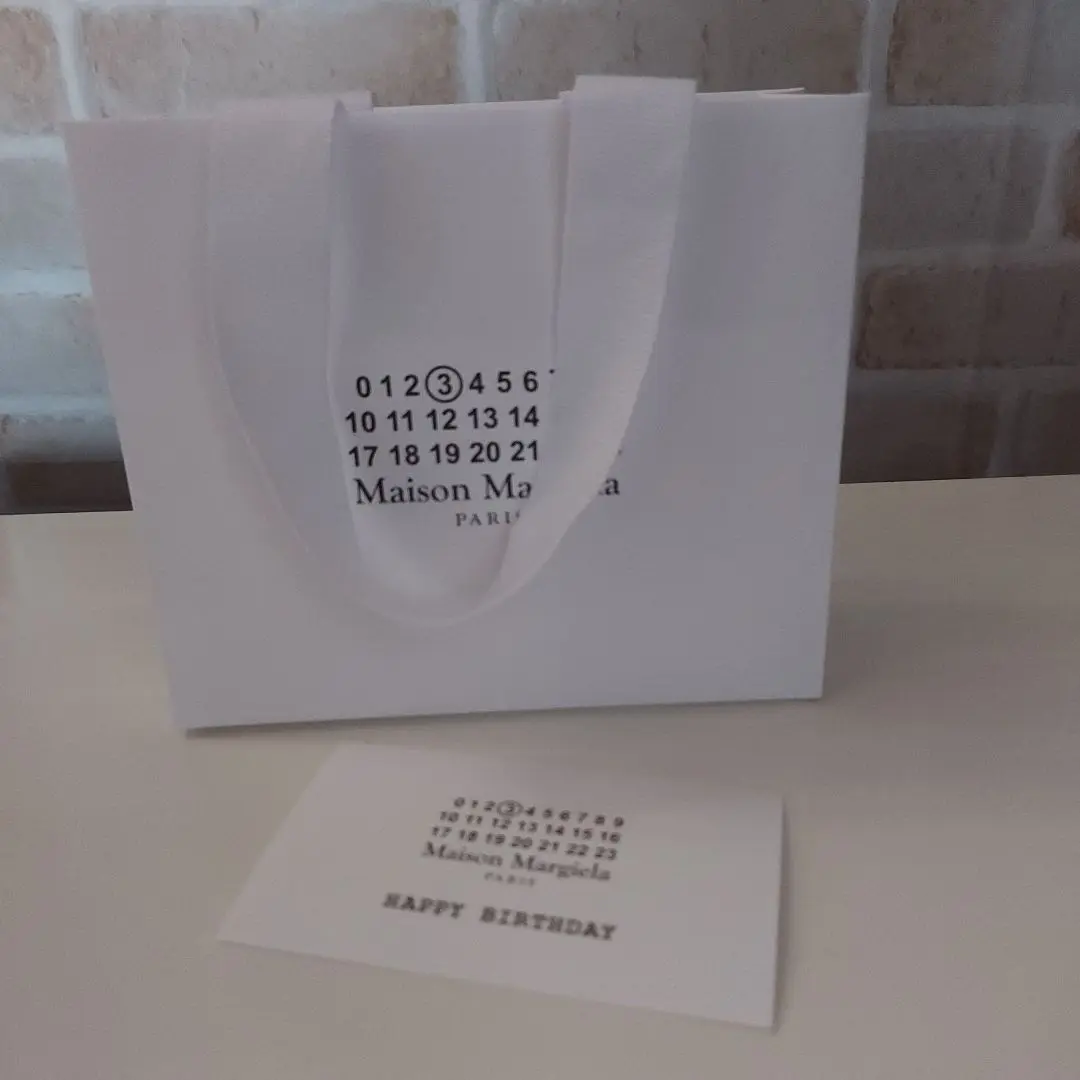 0 1 2 3 4 5 6
10 11 12 13 14
17 18 19 20 21
Maison
PARIS
0 1 2 3 4 5 6 7 8 9
10 11 12 13 14 15 16
17 18 19 20 21 22 23
Maison Margiela
PARIS
HAPPY BIRTHDAY